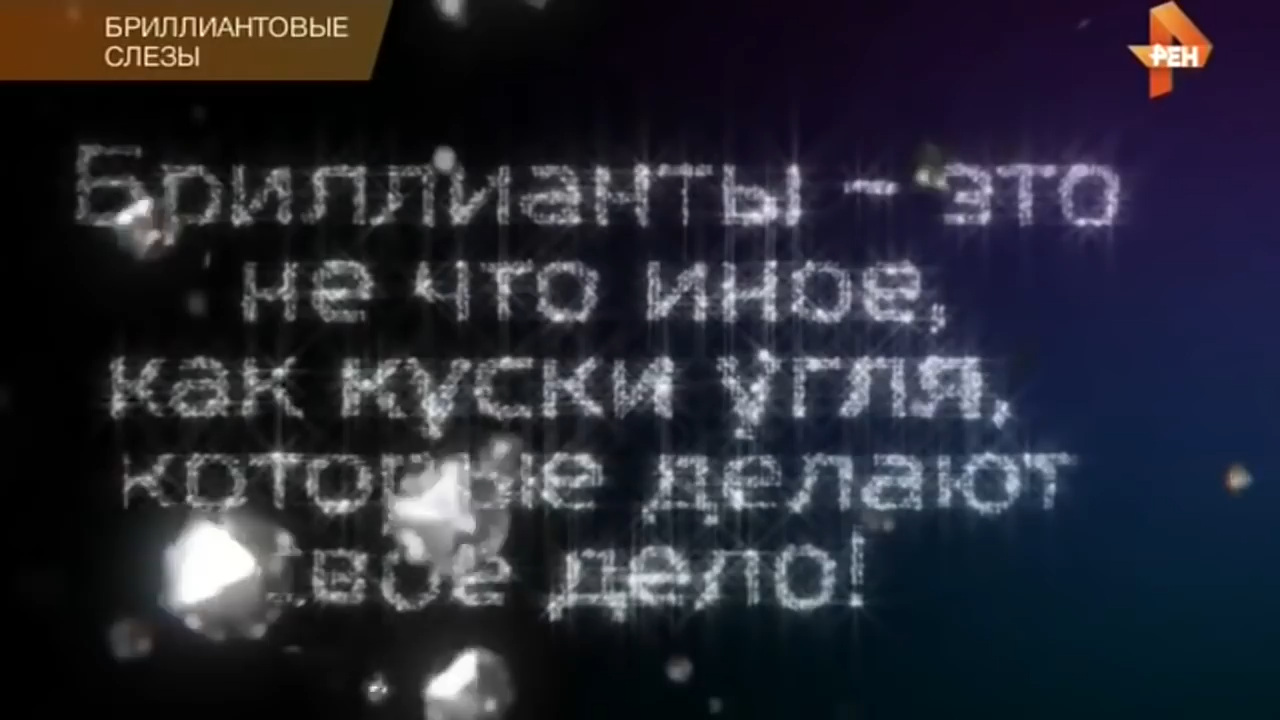 БРИЛЛИАНТОВЫЕ
СЛЕЗЫ
РЕН
Бриллианты - это
не что иное,
как куски угля,
которые делают
свое дело!